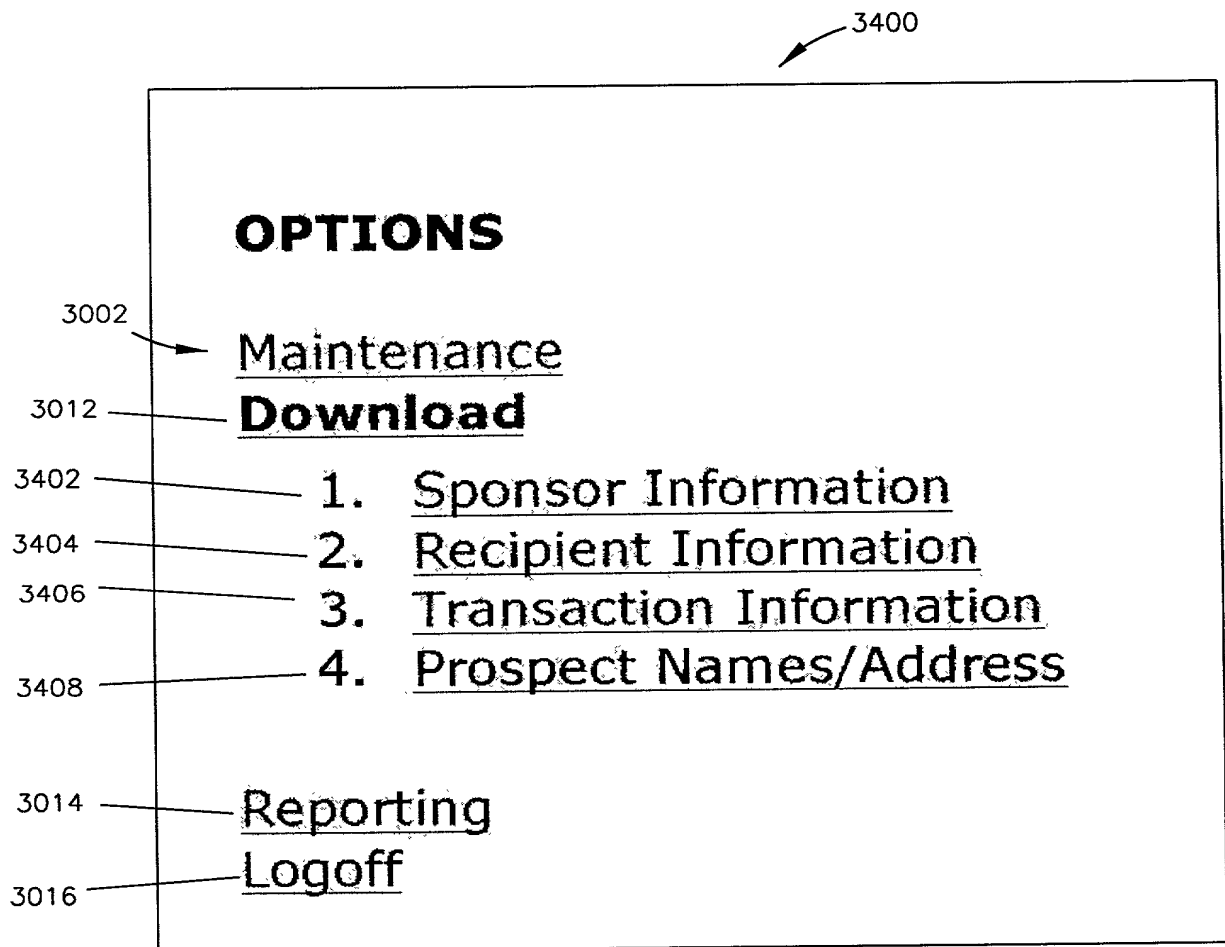 3400
OPTIONS
3002 Maintenance
3012 Download
3402 1. Sponsor Information
3404 2. Recipient Information
3406 3. Transaction Information
3408 4. Prospect Names/Address
3014 Reporting
3016 Logoff